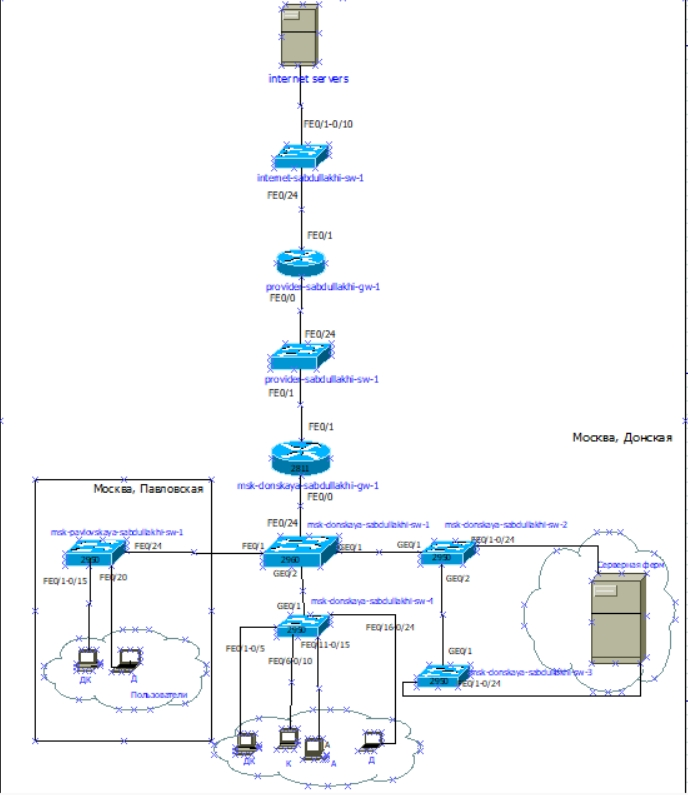 internet servers
FE0/1-0/10
internet-sabdullakhi-sw-1
FE0/24
FE0/1
provider-sabdullakhi-gw-1
FE0/0
FE0/24
provider-sabdullakhi-sw-1
FE0/1
FE0/1
Москва, Донская
2811
msk-donskaya-sabdullakhi-gw-1
Москва, Павловская
FE0/0
FE0/24
msk-donskaya-sabdullakhi-sw-1
msk-donskaya-sabdullakhi-sw-2
msk-pavlovskaya-sabdullakhi-sw-1
FE0/24
FE0/1
GE0/1
GE0/1
FE0/1-0/24
2950
2960
2950
FE0/1-0/15
FE0/20
GE0/2
GE0/2
Серверная ферм
GE0/1
msk-donskaya-sabdullakhi-sw-4
2950
FE0/16-0/24
FE0/1-0/5
FE0/11-0/15
FE0/6-0/10
GE0/1
msk-donskaya-sabdullakhi-sw-3
2950
FE0/1-0/24
ДК
Д
Пользователи
ДК
К
А
А
Д